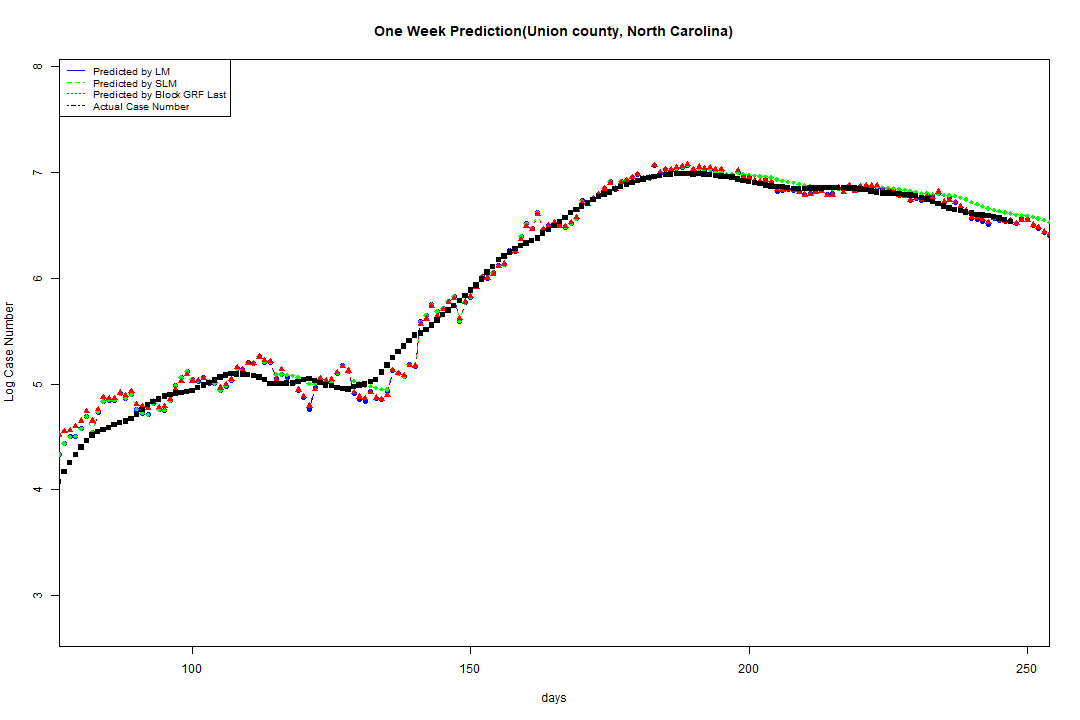 One Week Prediction(Union county, North Carolina)
Predicted by LM
Predicted by SLM
Predicted by Block GRF Last
Actual Case Number
8
7
6
5
4
3
Log Case Number
100
150
200
250
days